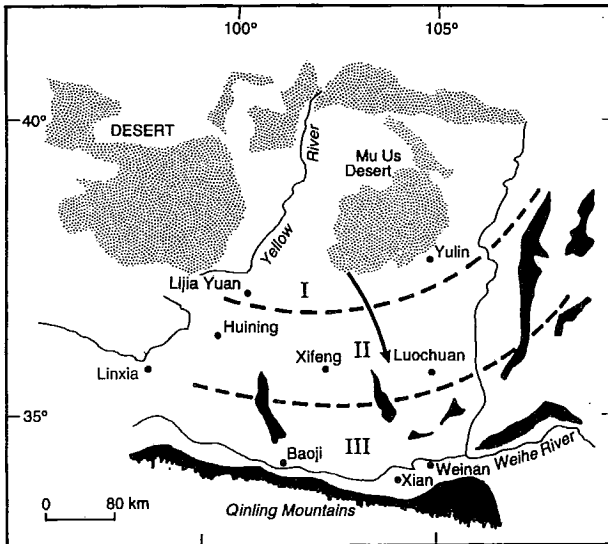 100° 105°
40°
DESERT
River
Mu Us
Desert
Yellow
Yulin
Lijia Yuan
I
Huining
II
Xifeng
Luochuan
Linxia
35°
III
Baoji
Weihe River
Weinan
Xian
0 80 km
Qinling Mountains